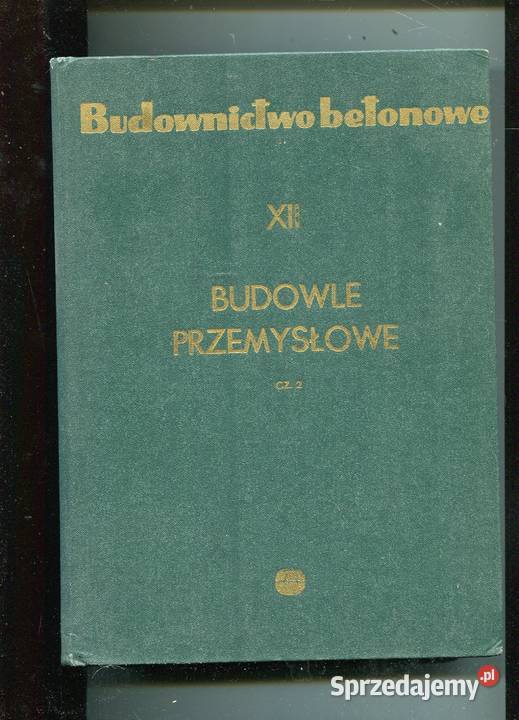 Budownictwo betonowe
XII
BUDOWLE
PRZEMYSŁOWE
CZ. 2
Sprzedajemy.pl